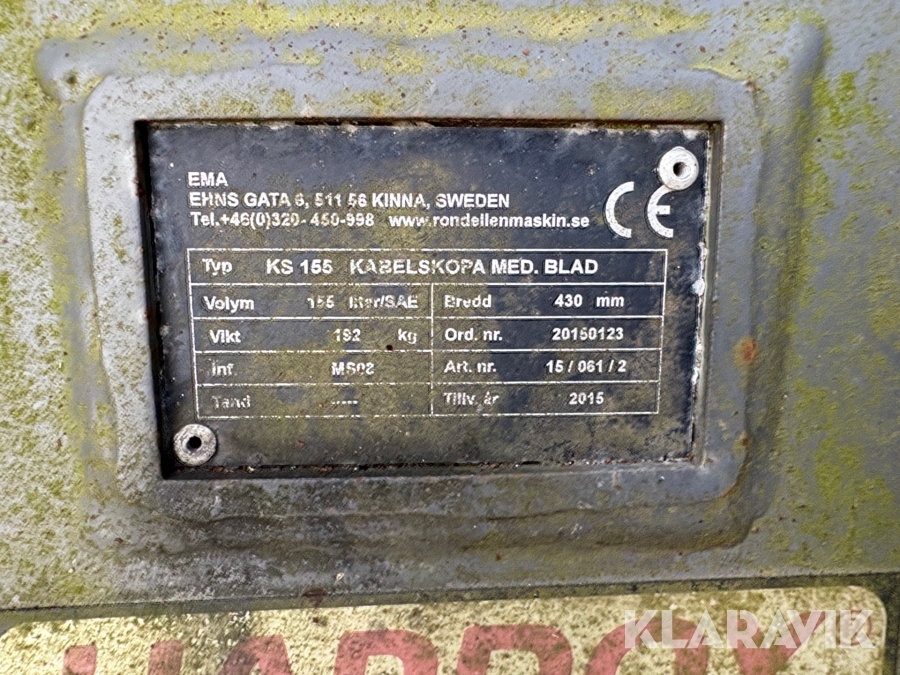 EMA
EHNS GATA 6, 511 56 KINNA, SWEDEN
Tel.+46(0)320- 450-998 www.rondellenmaskin.se
CE
Typ KS 155 KABELSKOPA MED. BLAD
Volym 155 liter/SAE Bredd 430 mm
Vikt 192 kg Ord. nr. 20150123
Inf. MS08 Art. nr. 15 / 061 / 2
Tand ---- Tillv. år 2015
HARDOX
KLARAVIK